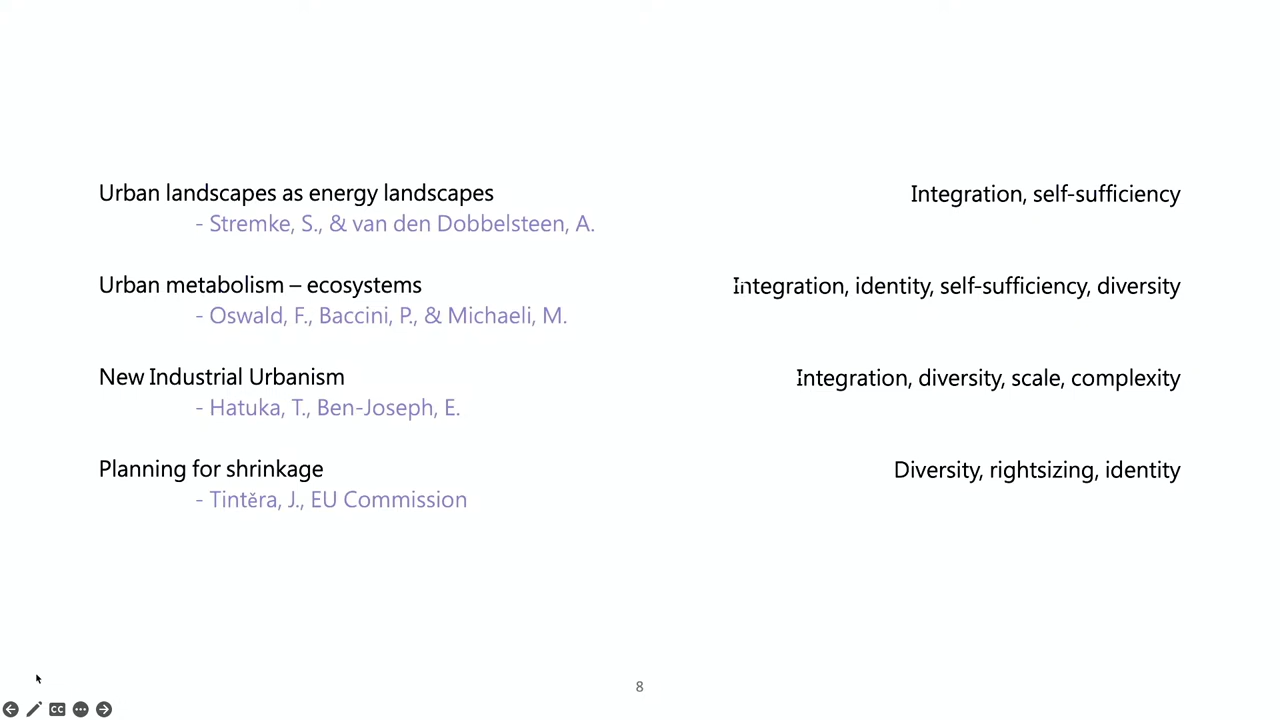 Urban landscapes as energy landscapes
Integration, self-sufficiency
- Stremke, S., & van den Dobbelsteen, A.
Urban metabolism – ecosystems
Integration, identity, self-sufficiency, diversity
- Oswald, F., Baccini, P., & Michaeli, M.
New Industrial Urbanism
Integration, diversity, scale, complexity
- Hatuka, T., Ben-Joseph, E.
Planning for shrinkage
Diversity, rightsizing, identity
- Tintěra, J., EU Commission
8
CC